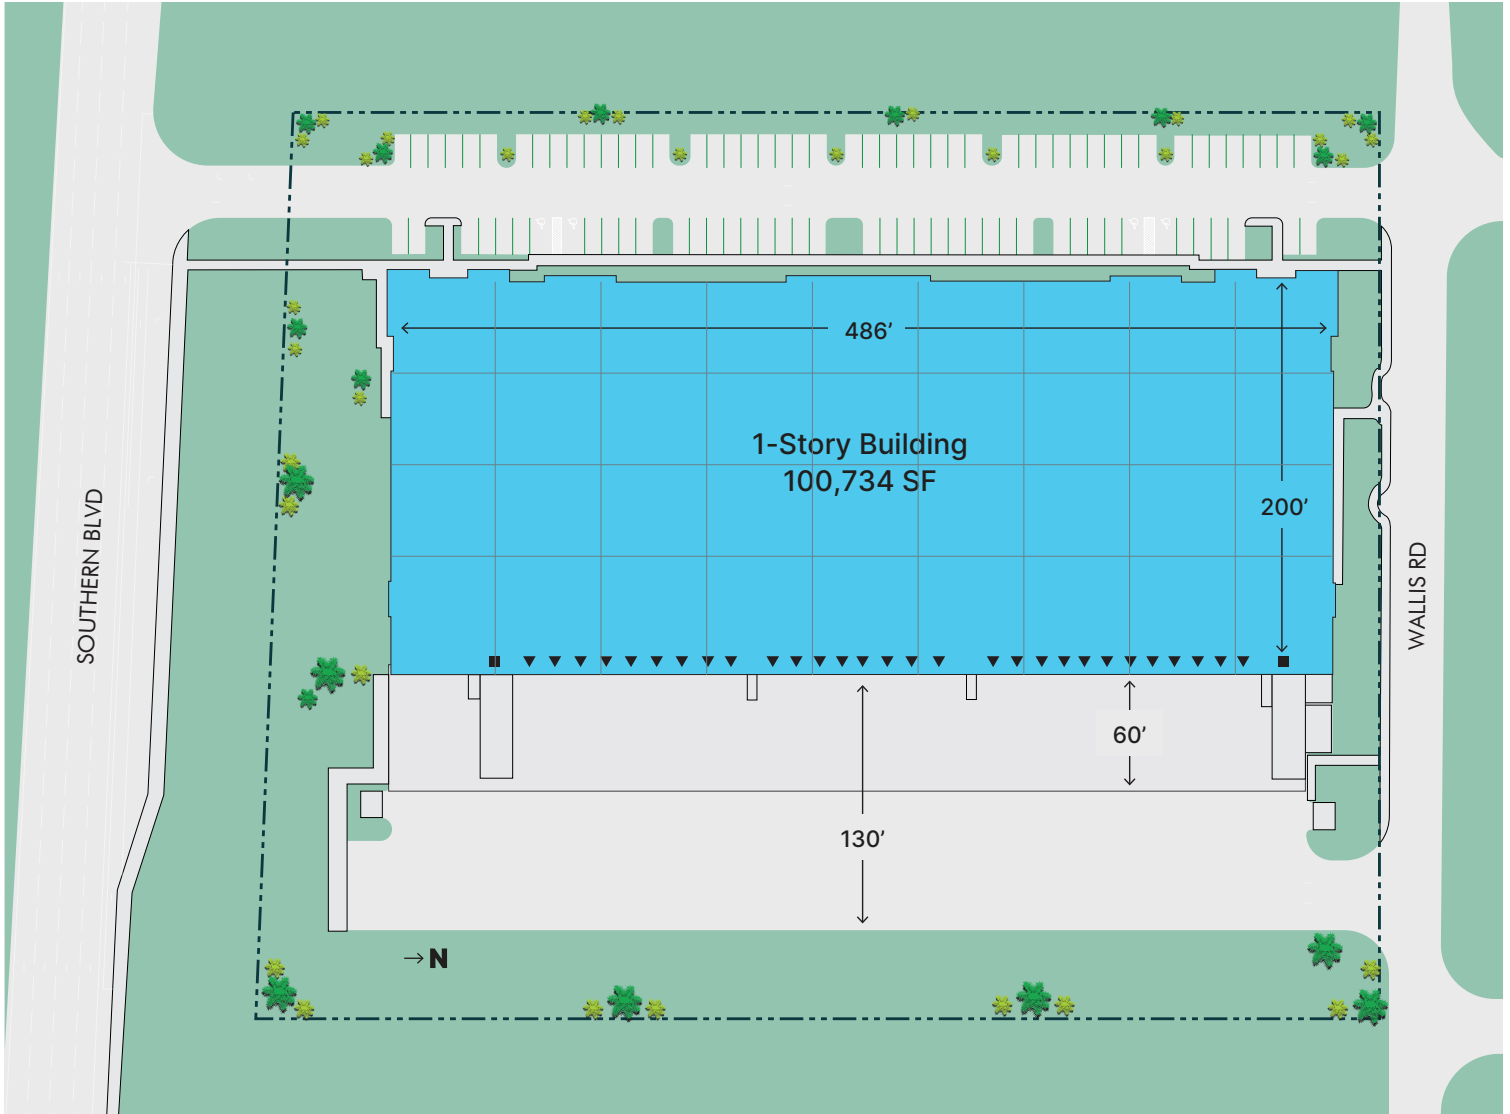 486’
1-Story Building
100,734 SF
200’
SOUTHERN BLVD
WALLIS RD
60’
130’
→N